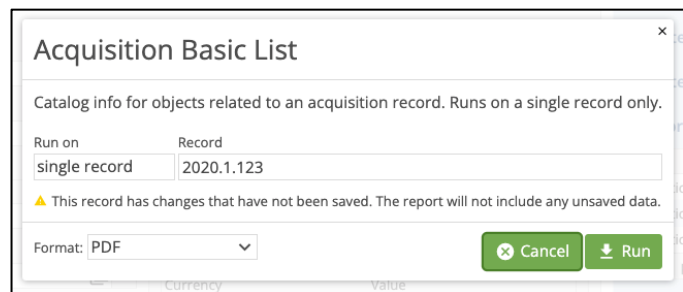 ×
Acquisition Basic List
Catalog info for objects related to an acquisition record. Runs on a single record only.
Run on Record
single record 2020.1.123
This record has changes that have not been saved. The report will not include any unsaved data.
Format: PDF Cancel Run
Currency Value